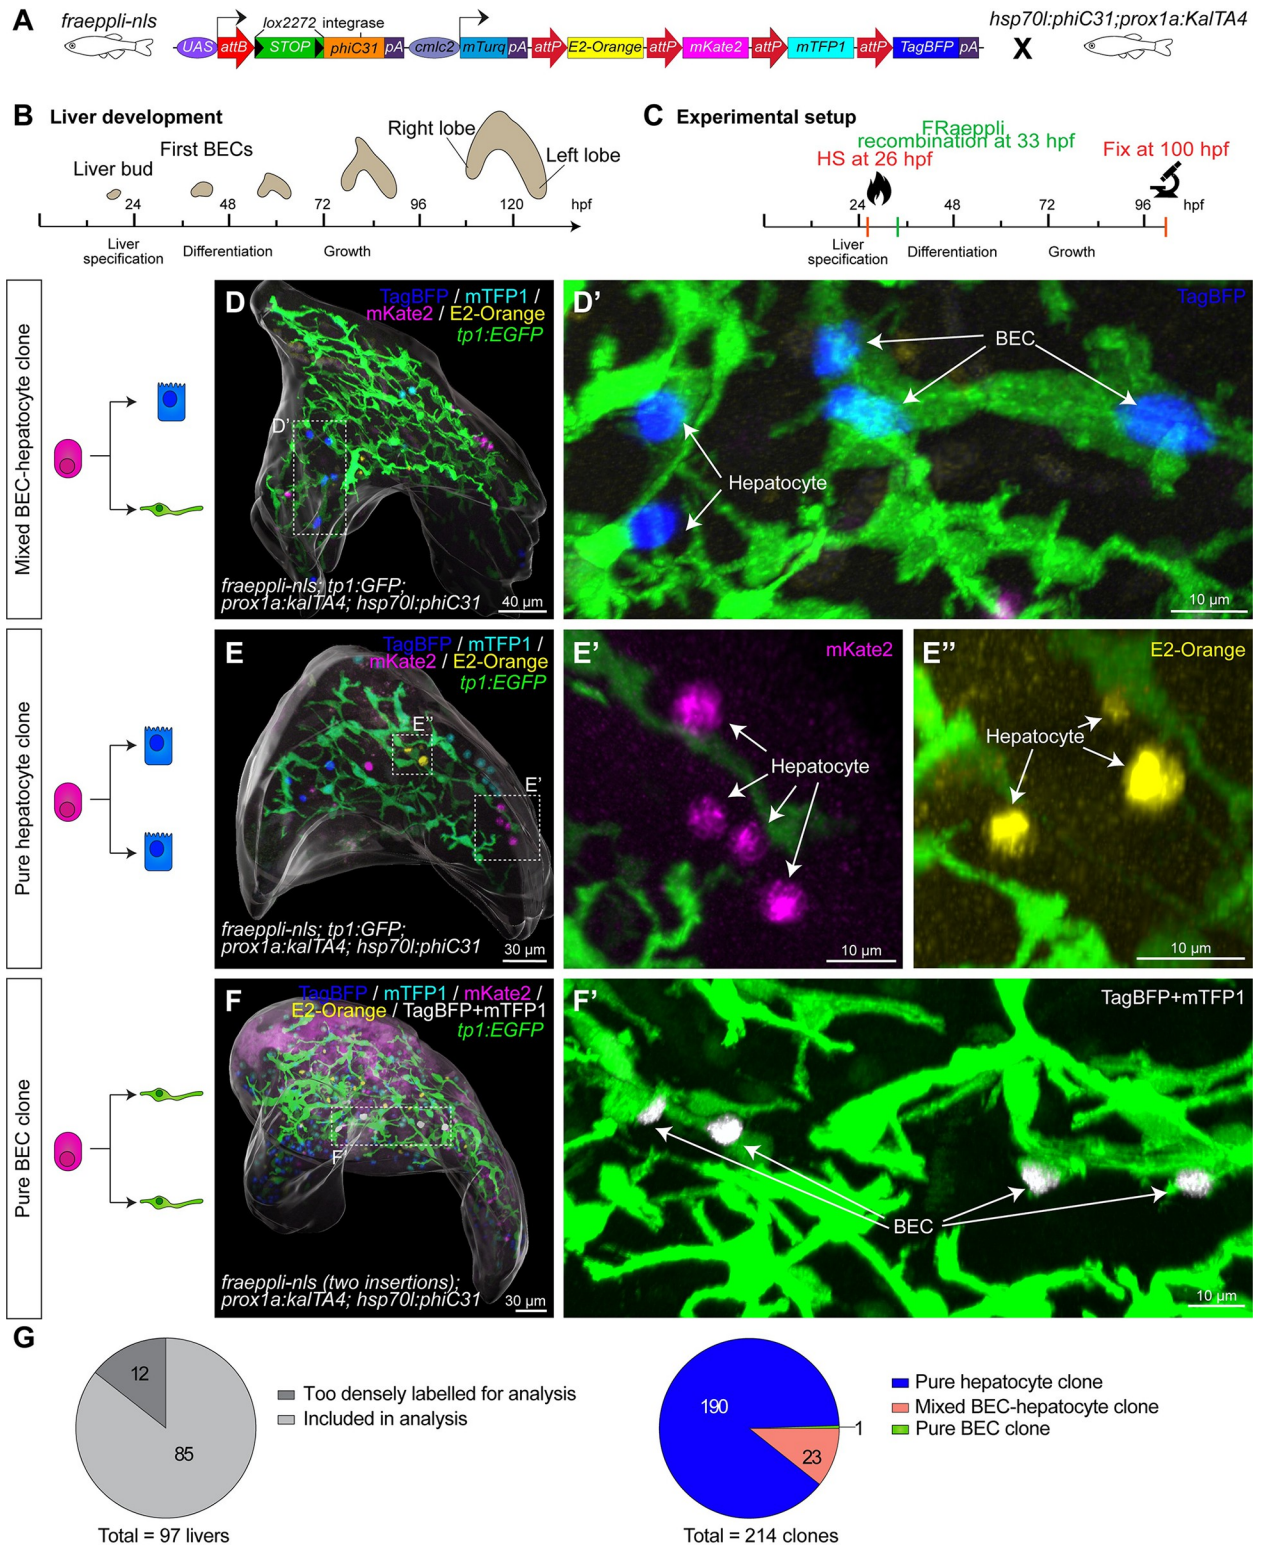 A
fraeppli-nls
hsp70l:phiC31;prox1a:KalTA4
lox2272 integrase
UAS attB STOP phiC31 pA cmlc2 mTurq pA attP E2-Orange attP mKate2 attP mTFP1 attP TagBFP pA
X
B Liver development
Liver bud
First BECs
Right lobe
Left lobe
24 48 72 96 120 hpf
Liver
specification
Differentiation
Growth
C Experimental setup
FRaeppli
recombination at 33 hpf
HS at 26 hpf
Fix at 100 hpf
24 48 72 96 hpf
Liver
specification
Differentiation
Growth
Mixed BEC-hepatocyte clone
D
TagBFP / mTFP1 /
mKate2 / E2-Orange
tp1:EGFP
D’
fraeppli-nls; tp1:GFP;
prox1a:kalTA4; hsp70l:phiC31
40 µm
D’
TagBFP
BEC
Hepatocyte
10 µm
Pure hepatocyte clone
E
TagBFP / mTFP1 /
mKate2 / E2-Orange
tp1:EGFP
E”
E’
fraeppli-nls; tp1:GFP;
prox1a:kalTA4; hsp70l:phiC31
30 µm
E’
mKate2
Hepatocyte
10 µm
E”
E2-Orange
Hepatocyte
10 µm
Pure BEC clone
F
TagBFP / mTFP1 / mKate2 /
E2-Orange / TagBFP+mTFP1
tp1:EGFP
F’
fraeppli-nls (two insertions);
prox1a:kalTA4; hsp70l:phiC31
30 µm
F’
TagBFP+mTFP1
BEC
10 µm
G
12
85
Too densely labelled for analysis
Included in analysis
Total = 97 livers
190
1
23
Pure hepatocyte clone
Mixed BEC-hepatocyte clone
Pure BEC clone
Total = 214 clones